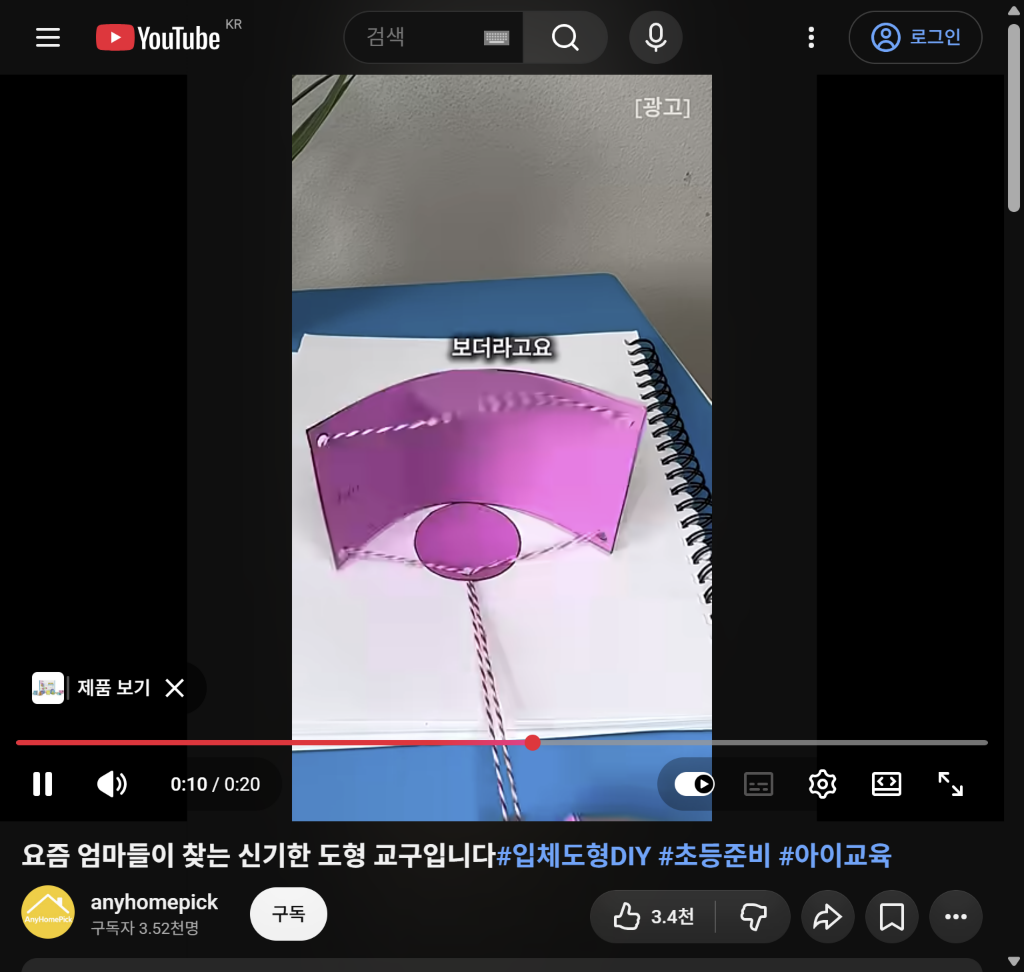 YouTube KR
검색
로그인
[광고]
보더라고요
제품 보기
0:10 / 0:20
요즘 엄마들이 찾는 신기한 도형 교구입니다#입체도형DIY #초등준비 #아이교육
AnyHomePick
anyhomepick
구독자 3.52천명
구독
3.4천